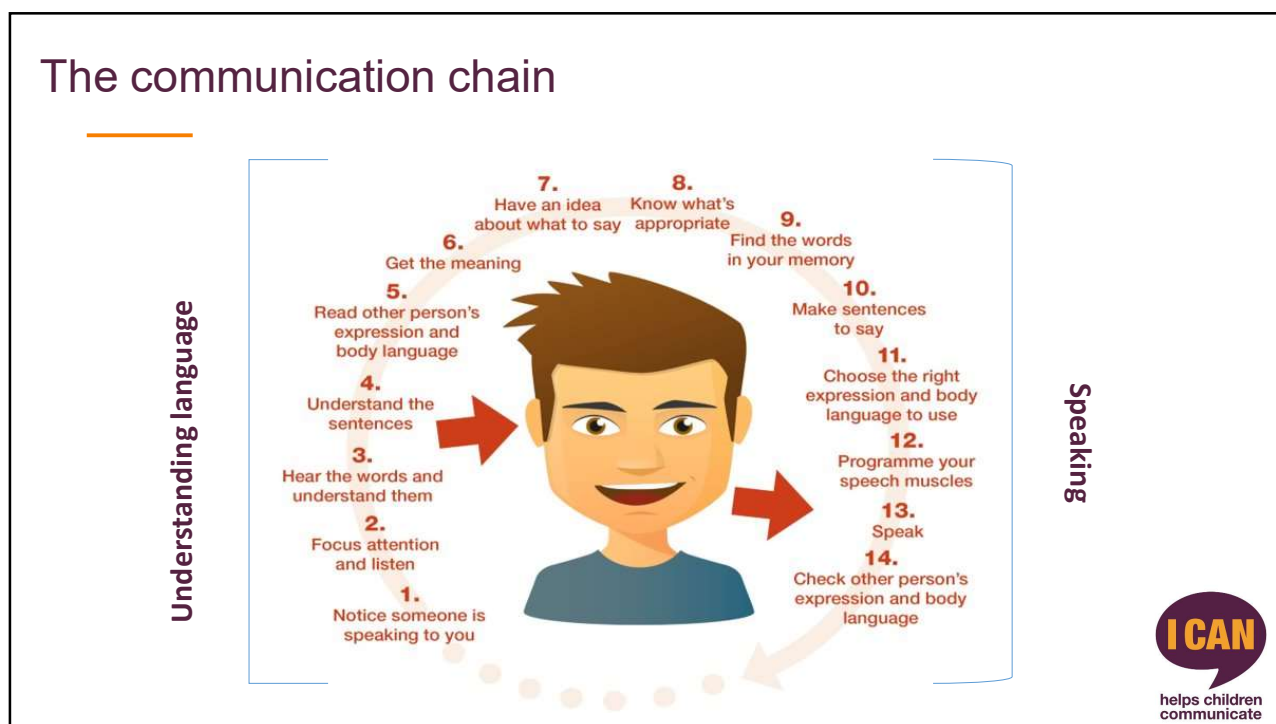 The communication chain
Understanding language
1.
Notice someone is
speaking to you
2.
Focus attention
and listen
3.
Hear the words and
understand them
4.
Understand the
sentences
5.
Read other person's
expression and
body language
6.
Get the meaning
7.
Have an idea
about what to say
8.
Know what's
appropriate
9.
Find the words
in your memory
10.
Make sentences
to say
11.
Choose the right
expression and body
language to use
12.
Programme your
speech muscles
13.
Speak
14.
Check other person's
expression and body
language
Speaking
I CAN
helps children
communicate